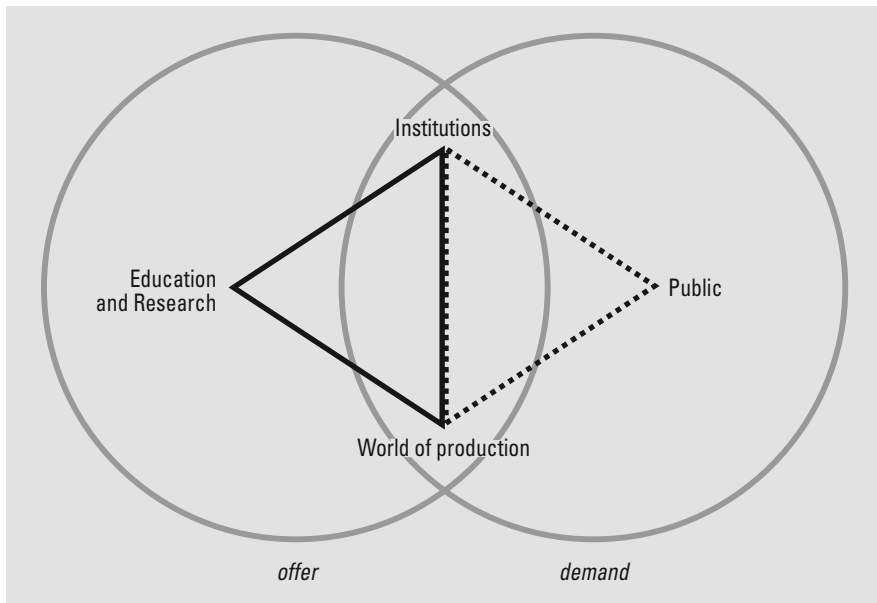 Institutions
Education
and Research
Public
World of production
offer
demand